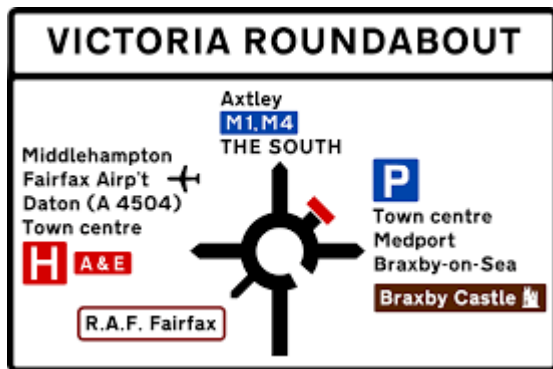 VICTORIA ROUNDABOUT
Axtley
M1, M4
THE SOUTH
Middlehampton
Fairfax Airp't
Daton (A 4504)
Town centre
H A & E
R.A.F. Fairfax
P
Town centre
Medport
Braxby-on-Sea
Braxby Castle